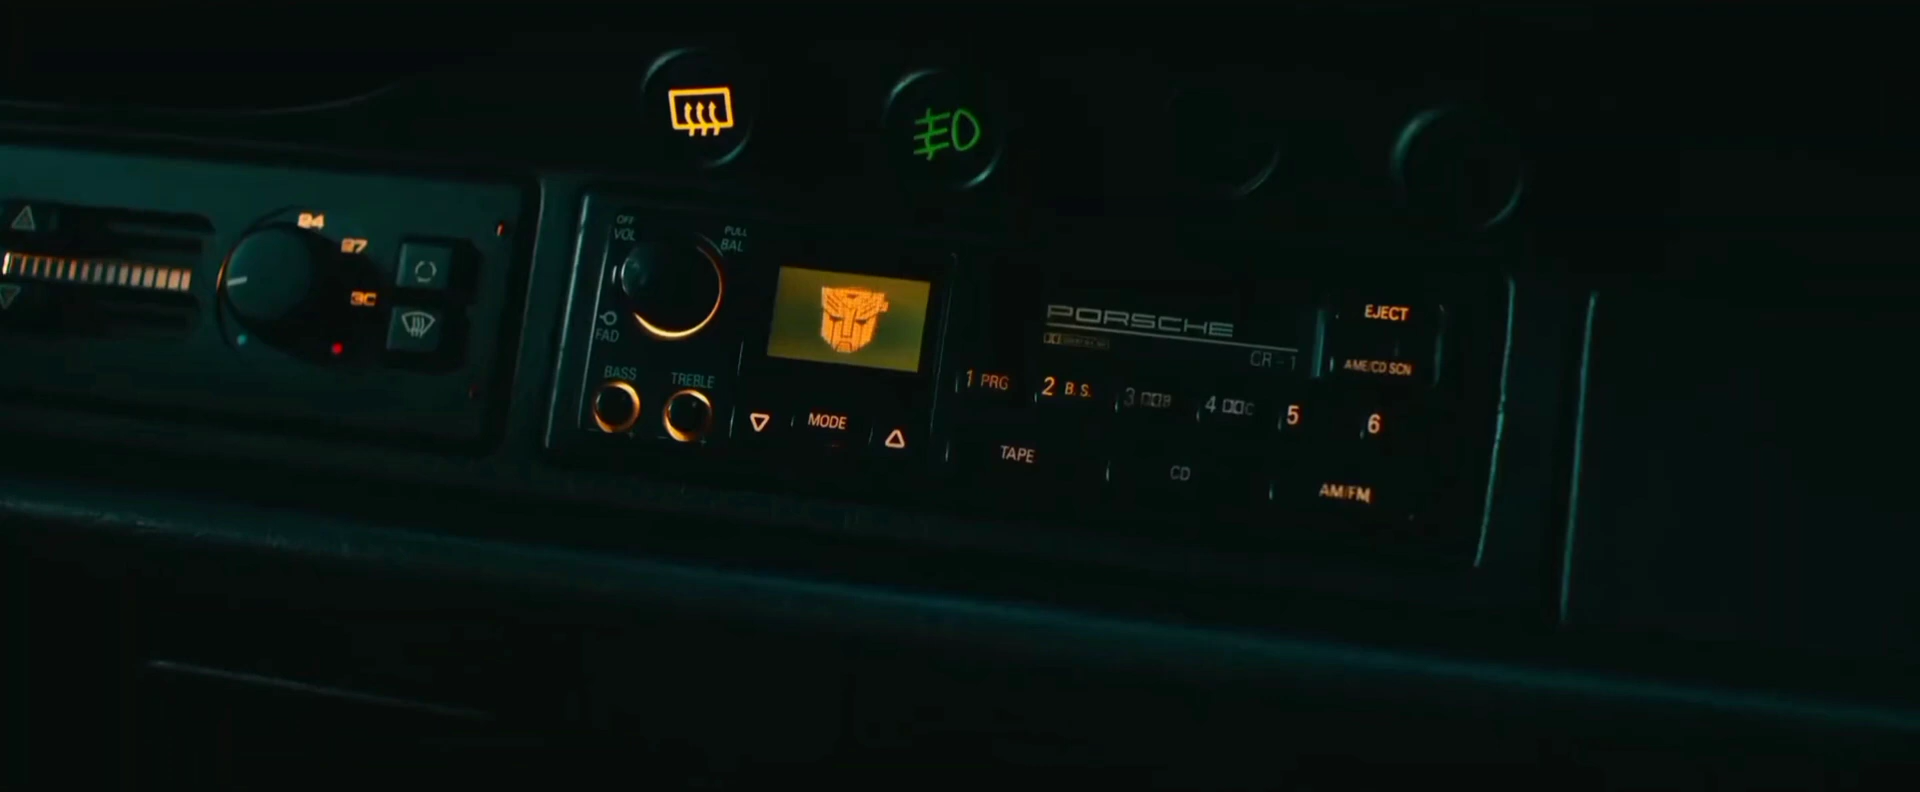 24
27
OFF
VOL
PULL
BAL
FAD
BASS
TREBLE
MODE
PORSCHE
CR-1
EJECT
AME/CD SCN
1 PRG
2 B. S.
3 B
4 C
5
6
TAPE
CD
AM/FM